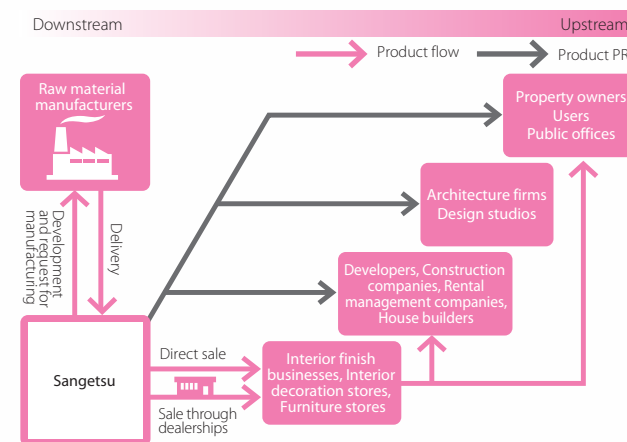 Downstream
Upstream
Product flow
Product PR
Raw material
manufacturers
Property owners
Users
Public offices
Architecture firms
Design studios
Development
and request for
manufacturing
Delivery
Developers, Construction
companies, Rental
management companies,
House builders
Sangetsu
Direct sale
Sale through
dealerships
Interior finish
businesses, Interior
decoration stores,
Furniture stores